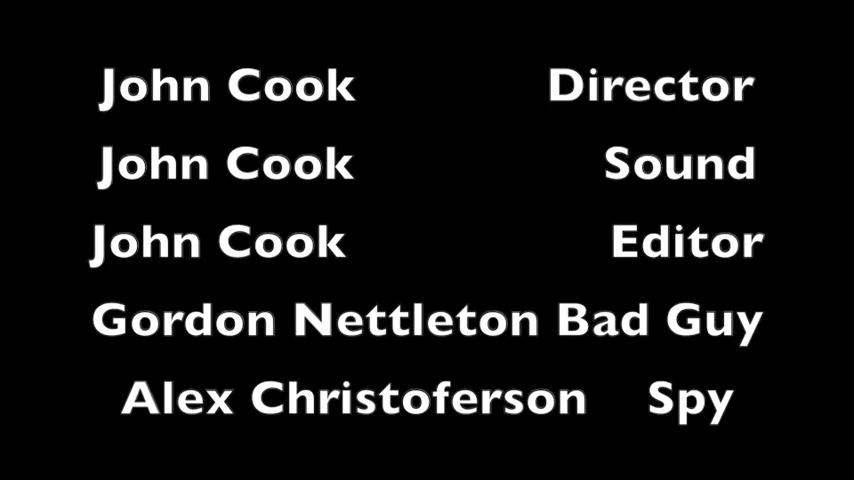 John Cook Director
John Cook Sound
John Cook Editor
Gordon Nettleton Bad Guy
Alex Christoferson Spy